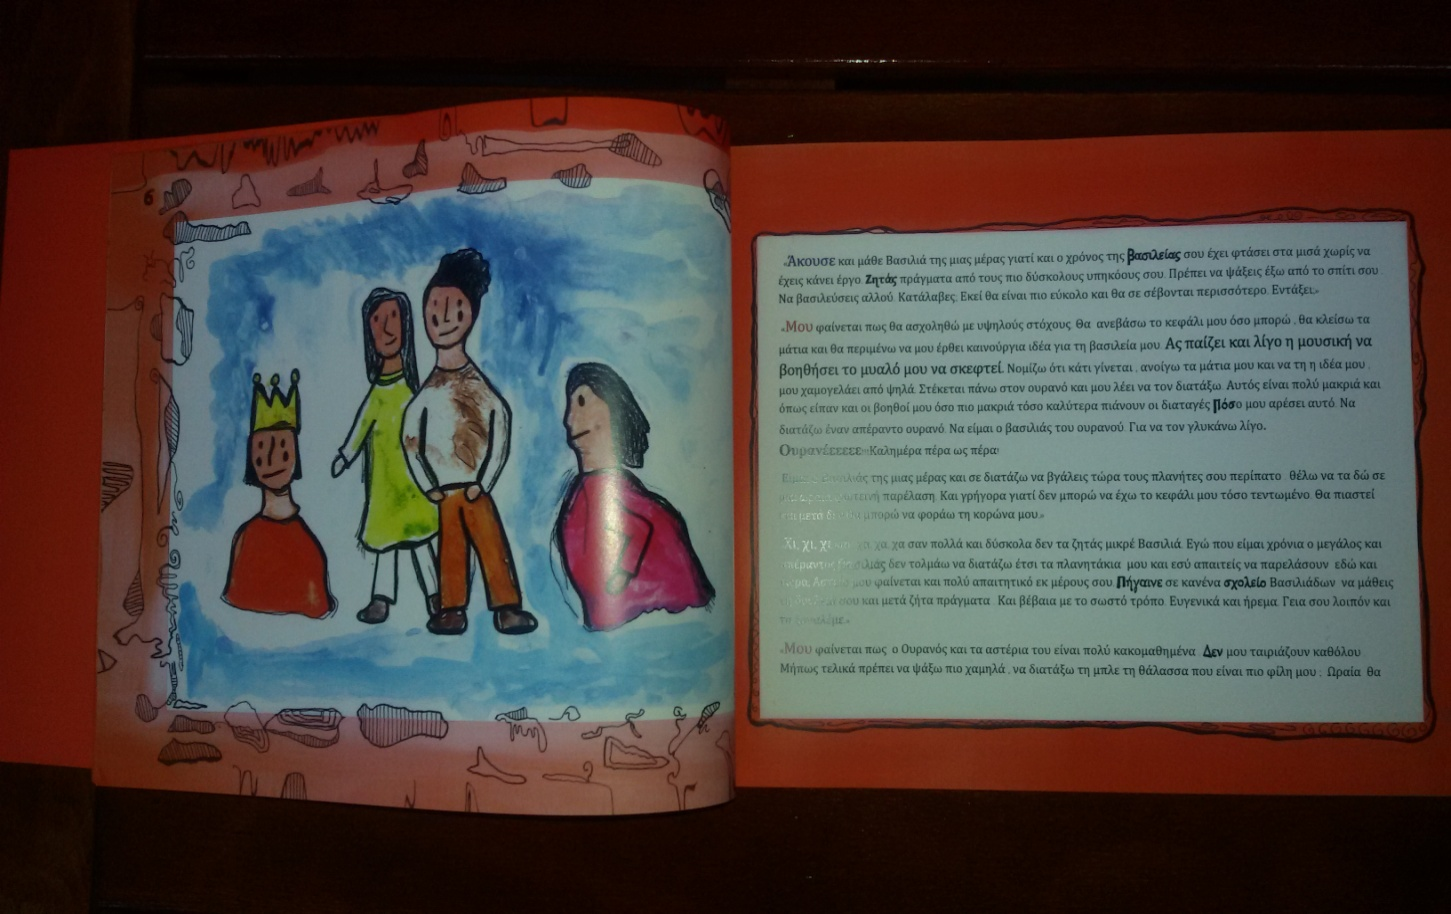 6
«Άκουσε και μάθε Βασιλιά της μιας μέρας γιατί και ο χρόνος της βασιλείας σου έχει φτάσει στα μισά χωρίς να
έχεις κάνει έργο. Ζητάς πράγματα από τους πιο δύσκολους υπηκόους σου. Πρέπει να ψάξεις έξω από το σπίτι σου.
Να βασιλεύσεις αλλού. Κατάλαβες; Εκεί θα είναι πιο εύκολο και θα σε σέβονται περισσότερο. Εντάξει;»
«Μου φαίνεται πως θα ασχοληθώ με υψηλούς στόχους. Θα ανεβάσω το κεφάλι μου όσο μπορώ, θα κλείσω τα
μάτια και θα περιμένω να μου έρθει καινούργια ιδέα για τη βασιλεία μου. Ας παίζει και λίγο η μουσική να
βοηθήσει το μυαλό μου να σκεφτεί. Νομίζω ότι κάτι γίνεται, ανοίγω τα μάτια μου και να τη η ιδέα μου,
μου χαμογελάει από ψηλά. Στέκεται πάνω στον ουρανό και μου λέει να τον διατάξω. Αυτός είναι πολύ μακριά και
όπως είπαν και οι βοηθοί μου όσο πιο μακριά τόσο καλύτερα πιάνουν οι διαταγές. Πόσο μου αρέσει αυτό. Να
διατάζω έναν απέραντο ουρανό. Να είμαι ο βασιλιάς του ουρανού. Για να τον γλυκάνω λίγο.
Ουρανέεεεεε-Καλημέρα πέρα ως πέρα!
Είμαι ο Βασιλιάς της μιας μέρας και σε διατάζω να βγάλεις τώρα τους πλανήτες σου περίπατο, θέλω να τα δώ σε
φωτεινή παρέλαση. Και γρήγορα γιατί δεν μπορώ να έχω το κεφάλι μου τόσο τεντωμένο. Θα πιαστεί
μετά δεν θα μπορώ να φοράω τη κορώνα μου.»
Χι, χι, χι, χα, χα σαν πολλά και δύσκολα δεν τα ζητάς μικρέ Βασιλιά. Εγώ που είμαι χρόνια ο μεγάλος και
απέραντος βασιλιάς δεν τολμάω να διατάζω έτσι τα πλανητάκια μου και εσύ απαιτείς να παρελάσουν εδώ και
τώρα. μου φαίνεται και πολύ απαιτητικό εκ μέρους σου. Πήγαινε σε κανένα σχολείο Βασιλιάδων να μάθεις
σου και μετά ζήτα πράγματα. Και βέβαια με το σωστό τρόπο. Ευγενικά και ήρεμα. Γεια σου λοιπόν και
τα
«Μου φαίνεται πως ο Ουρανός και τα αστέρια του είναι πολύ κακομαθημένα. Δεν μου ταιριάζουν καθόλου.
Μήπως τελικά πρέπει να ψάξω πιο χαμηλά, να διατάξω τη μπλε τη θάλασσα που είναι πιο φίλη μου; Ωραία θα